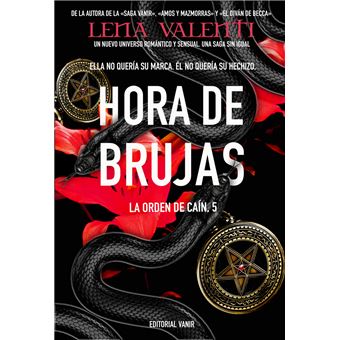 DE LA AUTORA DE LA «SAGA VANIR», «AMOS Y MAZMORRAS» Y «EL DIVÁN DE BECCA»
LENA VALENTI
UN NUEVO UNIVERSO ROMÁNTICO Y SENSUAL. UNA SAGA SIN IGUAL
ELLA NO QUERÍA SU MARCA. ÉL NO QUERÍA SU HECHIZO.
HORA DE
BRUJAS
LA ORDEN DE CAÍN, 5
EDITORIAL VANIR